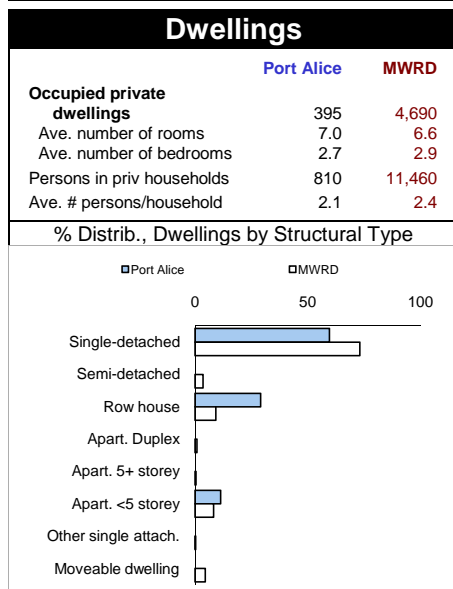 Dwellings
Port Alice MWRD
Occupied private
dwellings 395 4,690
Ave. number of rooms 7.0 6.6
Ave. number of bedrooms 2.7 2.9
Persons in priv households 810 11,460
Ave. # persons/household 2.1 2.4
% Distrib., Dwellings by Structural Type
Port Alice MWRD
0 50 100
Single-detached
Semi-detached
Row house
Apart. Duplex
Apart. 5+ storey
Apart. <5 storey
Other single attach.
Moveable dwelling